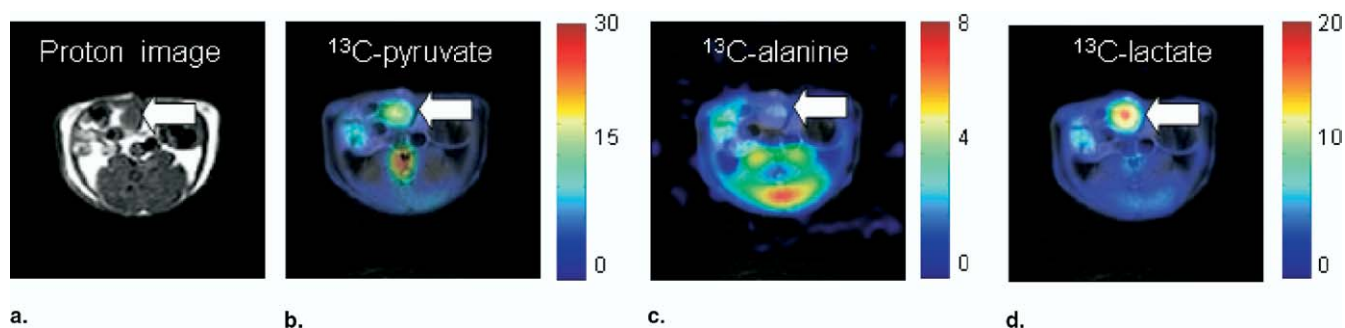 Proton image
30
15
0
¹³C-pyruvate
¹³C-alanine
8
4
0
¹³C-lactate
20
10
0
a.
b.
c.
d.